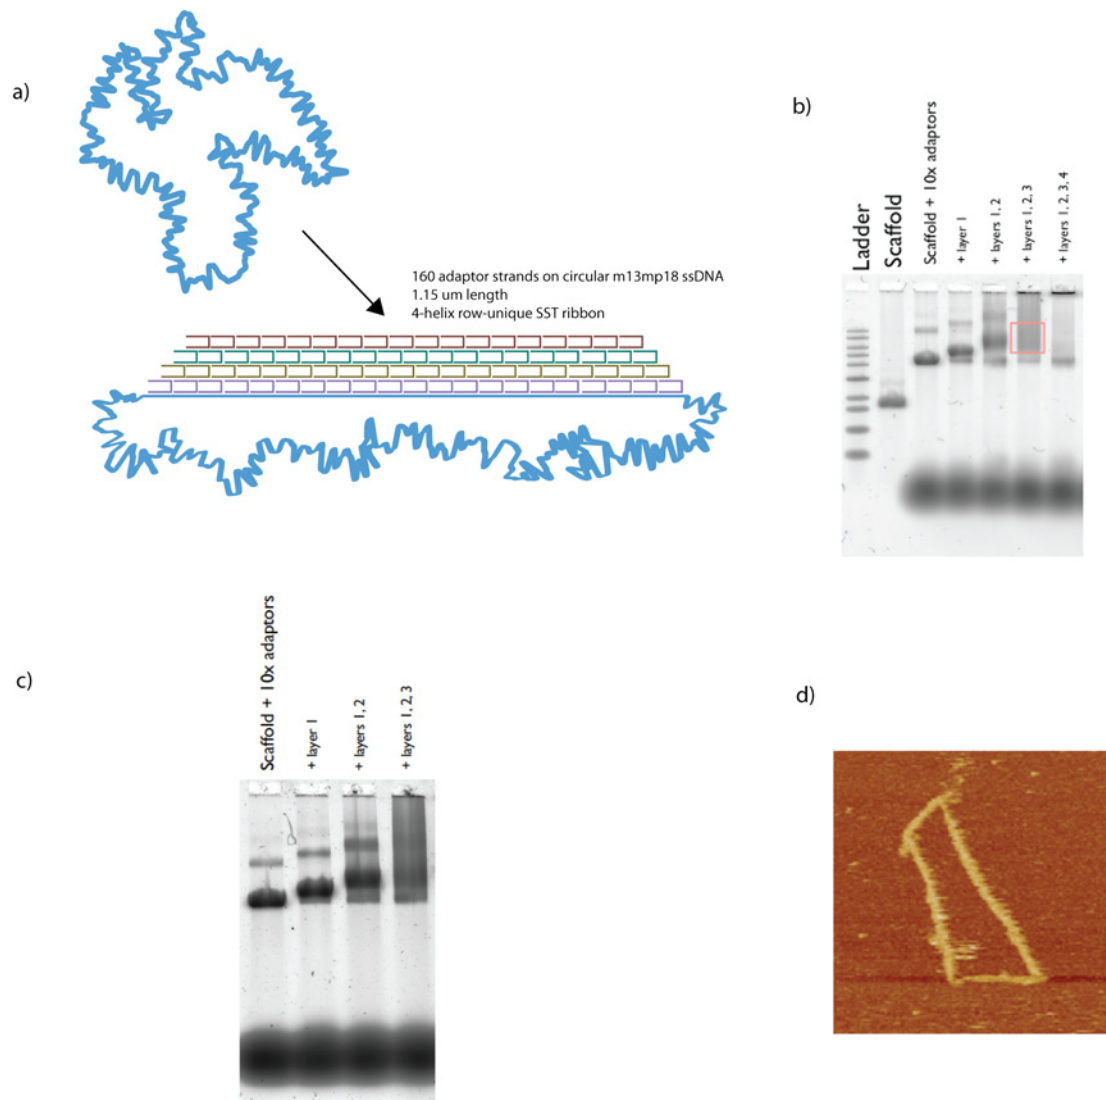 a)
160 adaptor strands on circular m13mp18 ssDNA
1.15 um length
4-helix row-unique SST ribbon
b)
Ladder
Scaffold
Scaffold + 10x adaptors
+ layer 1
+ layers 1, 2
+ layers 1, 2, 3
+ layers 1, 2, 3, 4
c)
Scaffold + 10x adaptors
+ layer 1
+ layers 1, 2
+ layers 1, 2, 3
d)